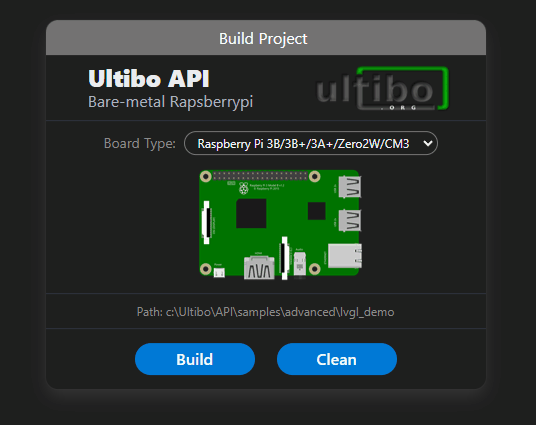 Build Project
Ultibo API
Bare-metal Rapsberrypi
ultibo
.ORG
Board Type: Raspberry Pi 3B/3B+/3A+/Zero2W/CM3
Path: c:\Ultibo\API\samples\advanced\lvgl_demo
Build Clean